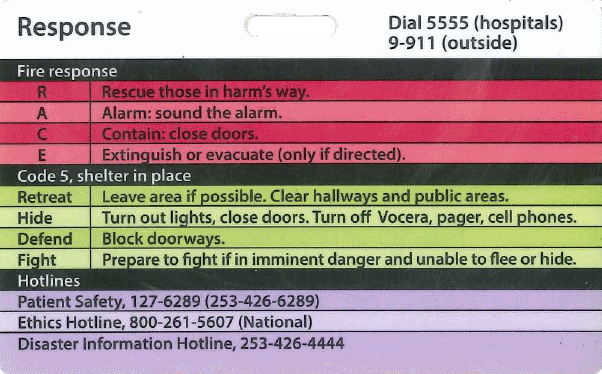 Response
Dial 5555 (hospitals)
9-911 (outside)
Fire response
R Rescue those in harm's way.
A Alarm: sound the alarm.
C Contain: close doors.
E Extinguish or evacuate (only if directed).
Code 5, shelter in place
Retreat Leave area if possible. Clear hallways and public areas.
Hide Turn out lights, close doors. Turn off Vocera, pager, cell phones.
Defend Block doorways.
Fight Prepare to fight if in imminent danger and unable to flee or hide.
Hotlines
Patient Safety, 127-6289 (253-426-6289)
Ethics Hotline, 800-261-5607 (National)
Disaster Information Hotline, 253-426-4444